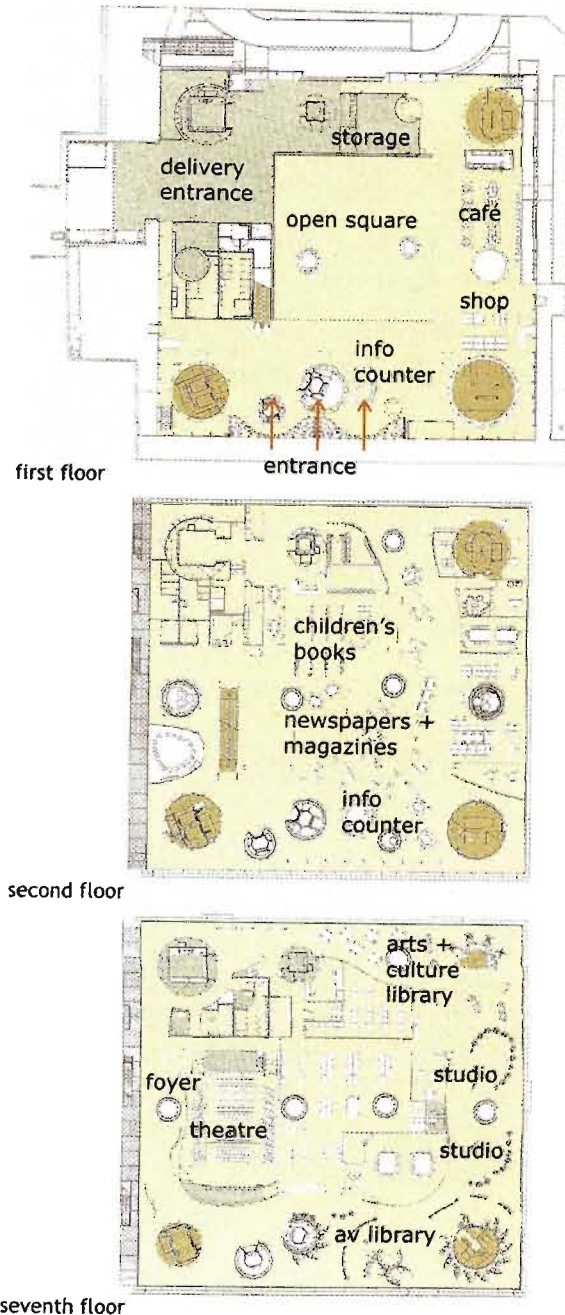 storage
delivery
entrance
open square
café
shop
info
counter
entrance
first floor
children's
books
newspapers +
magazines
info
counter
second floor
arts +
culture
library
foyer
theatre
studio
studio
av library
seventh floor